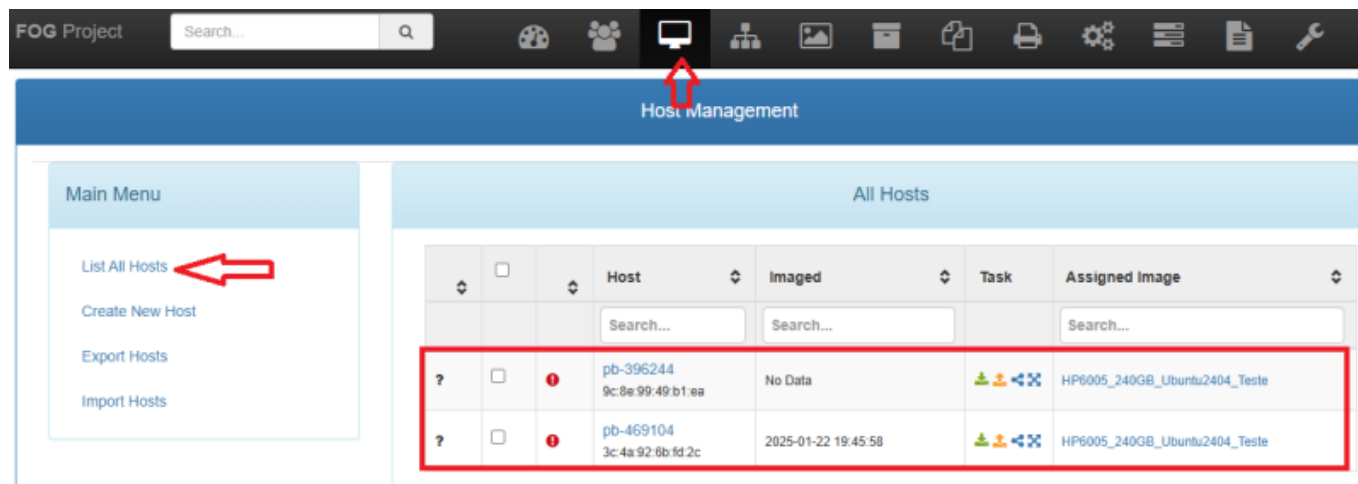 FOG Project Search...
Host Management
Main Menu
All Hosts
List All Hosts
Create New Host
Export Hosts
Import Hosts
Host Imaged Task Assigned Image
Search... Search... Search...
? pb-396244
9c:8e:99:49:b1:ea No Data HP6005_240GB_Ubuntu2404_Teste
? pb-469104
3c:4a:92:6b:fd:2c 2025-01-22 19:45:58 HP6005_240GB_Ubuntu2404_Teste